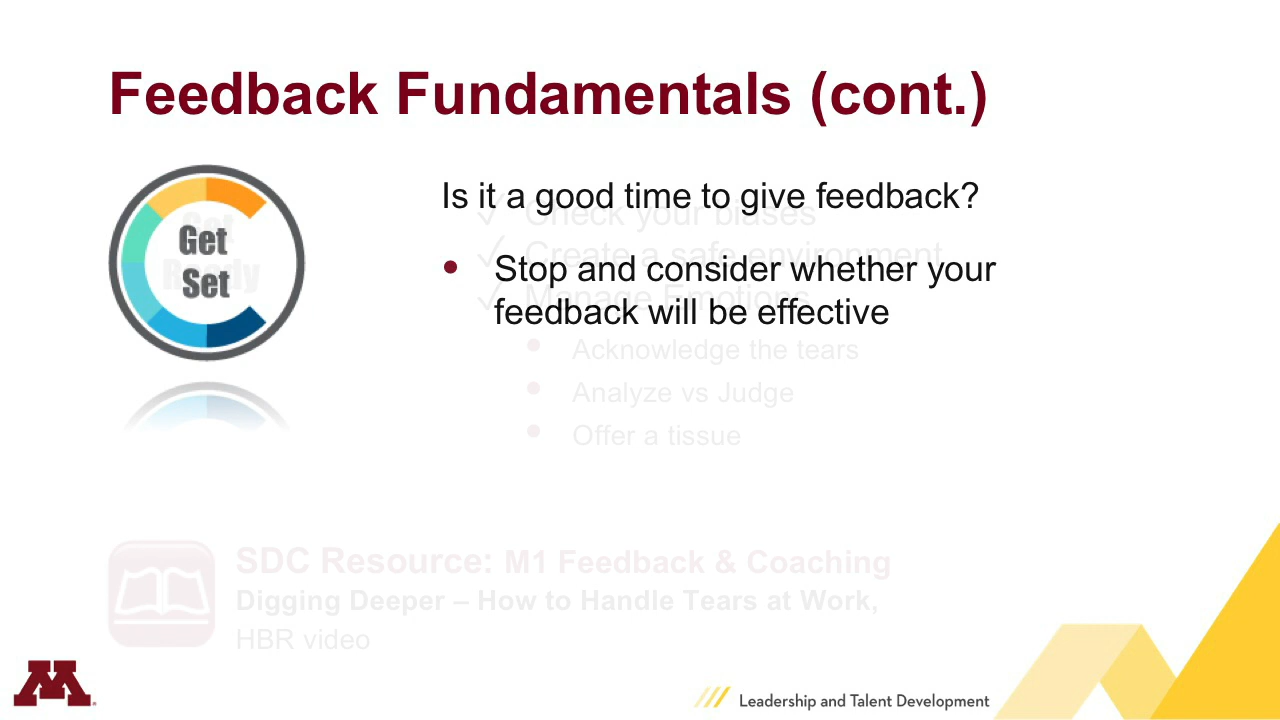 Feedback Fundamentals (cont.)
Get
Set
Get
Ready
Is it a good time to give feedback?
• Stop and consider whether your
feedback will be effective
✓ Check your biases
✓ Create a safe environment
✓ Manage Emotions
• Acknowledge the tears
• Analyze vs Judge
• Offer a tissue
SDC Resource: M1 Feedback & Coaching
Digging Deeper – How to Handle Tears at Work,
HBR video
M
Leadership and Talent Development